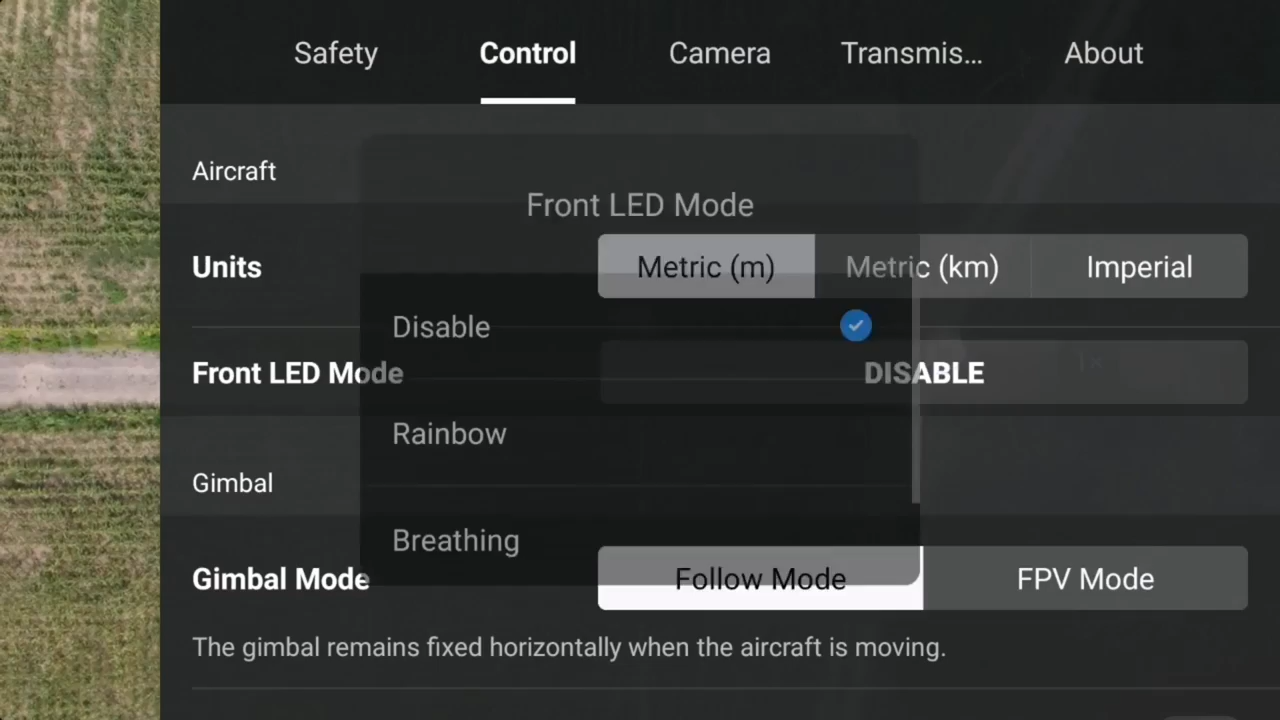 Safety Control Camera Transmis... About
Aircraft
Front LED Mode
Units Metric (m) Metric (km) Imperial
Disable
Front LED Mode DISABLE 1×
Rainbow
Gimbal
Breathing
Gimbal Mode Follow Mode FPV Mode
The gimbal remains fixed horizontally when the aircraft is moving.